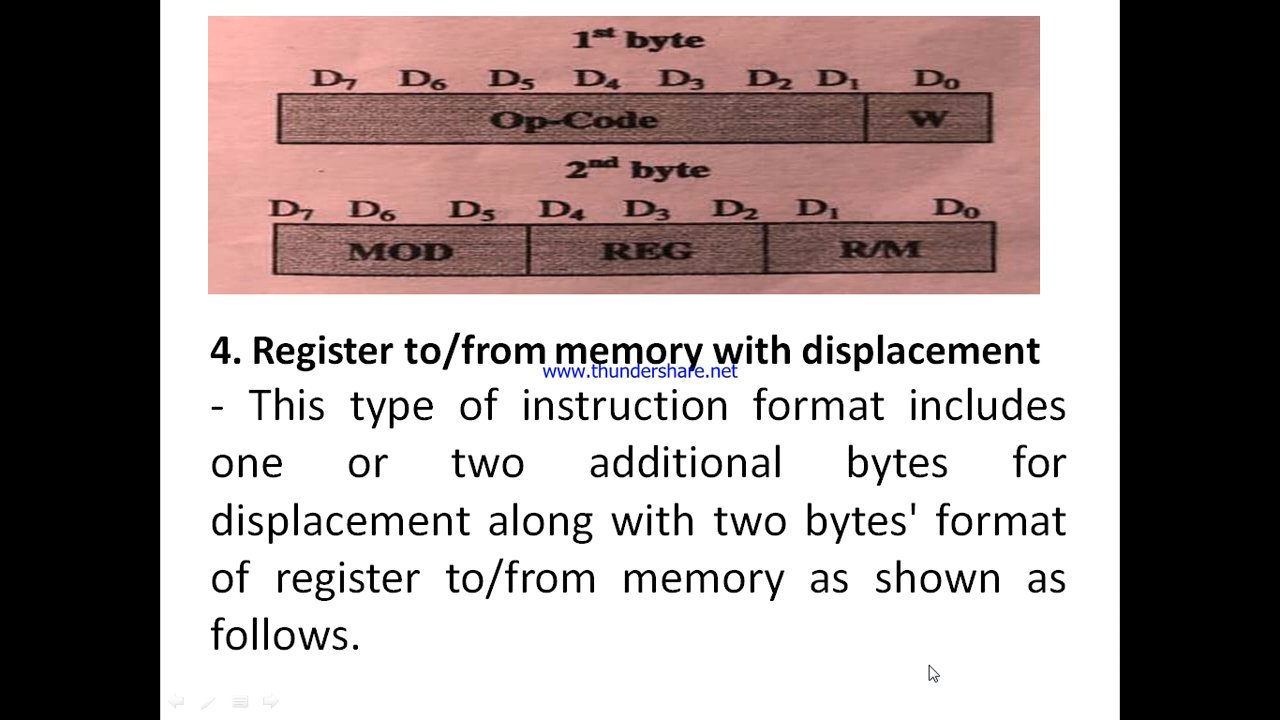 1st byte
D7 D6 D5 D4 D3 D2 D1 D0
Op-Code W
2nd byte
D7 D6 D5 D4 D3 D2 D1 D0
MOD REG R/M
4. Register to/from memory with displacement
www.thundershare.net
- This type of instruction format includes
one or two additional bytes for
displacement along with two bytes' format
of register to/from memory as shown as
follows.